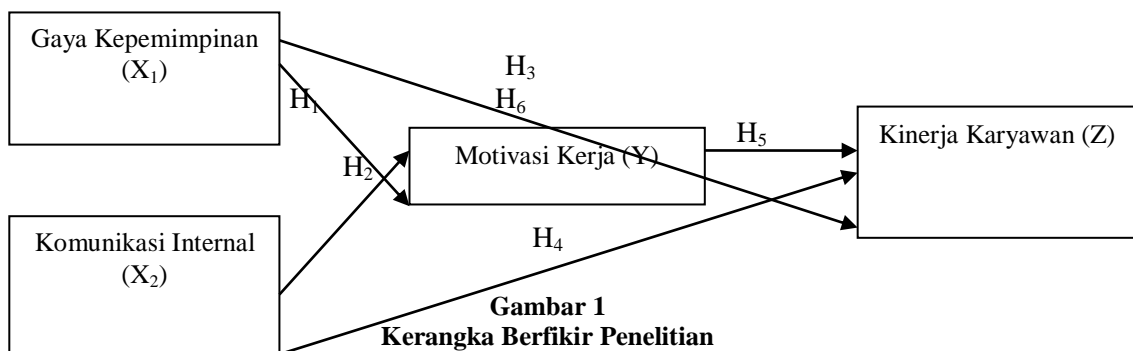 Gaya Kepemimpinan
(X₁)
H₃
H₁
H₆
Motivasi Kerja (Y)
H₅
Kinerja Karyawan (Z)
H₂
Komunikasi Internal
(X₂)
H₄
Gambar 1
Kerangka Berfikir Penelitian